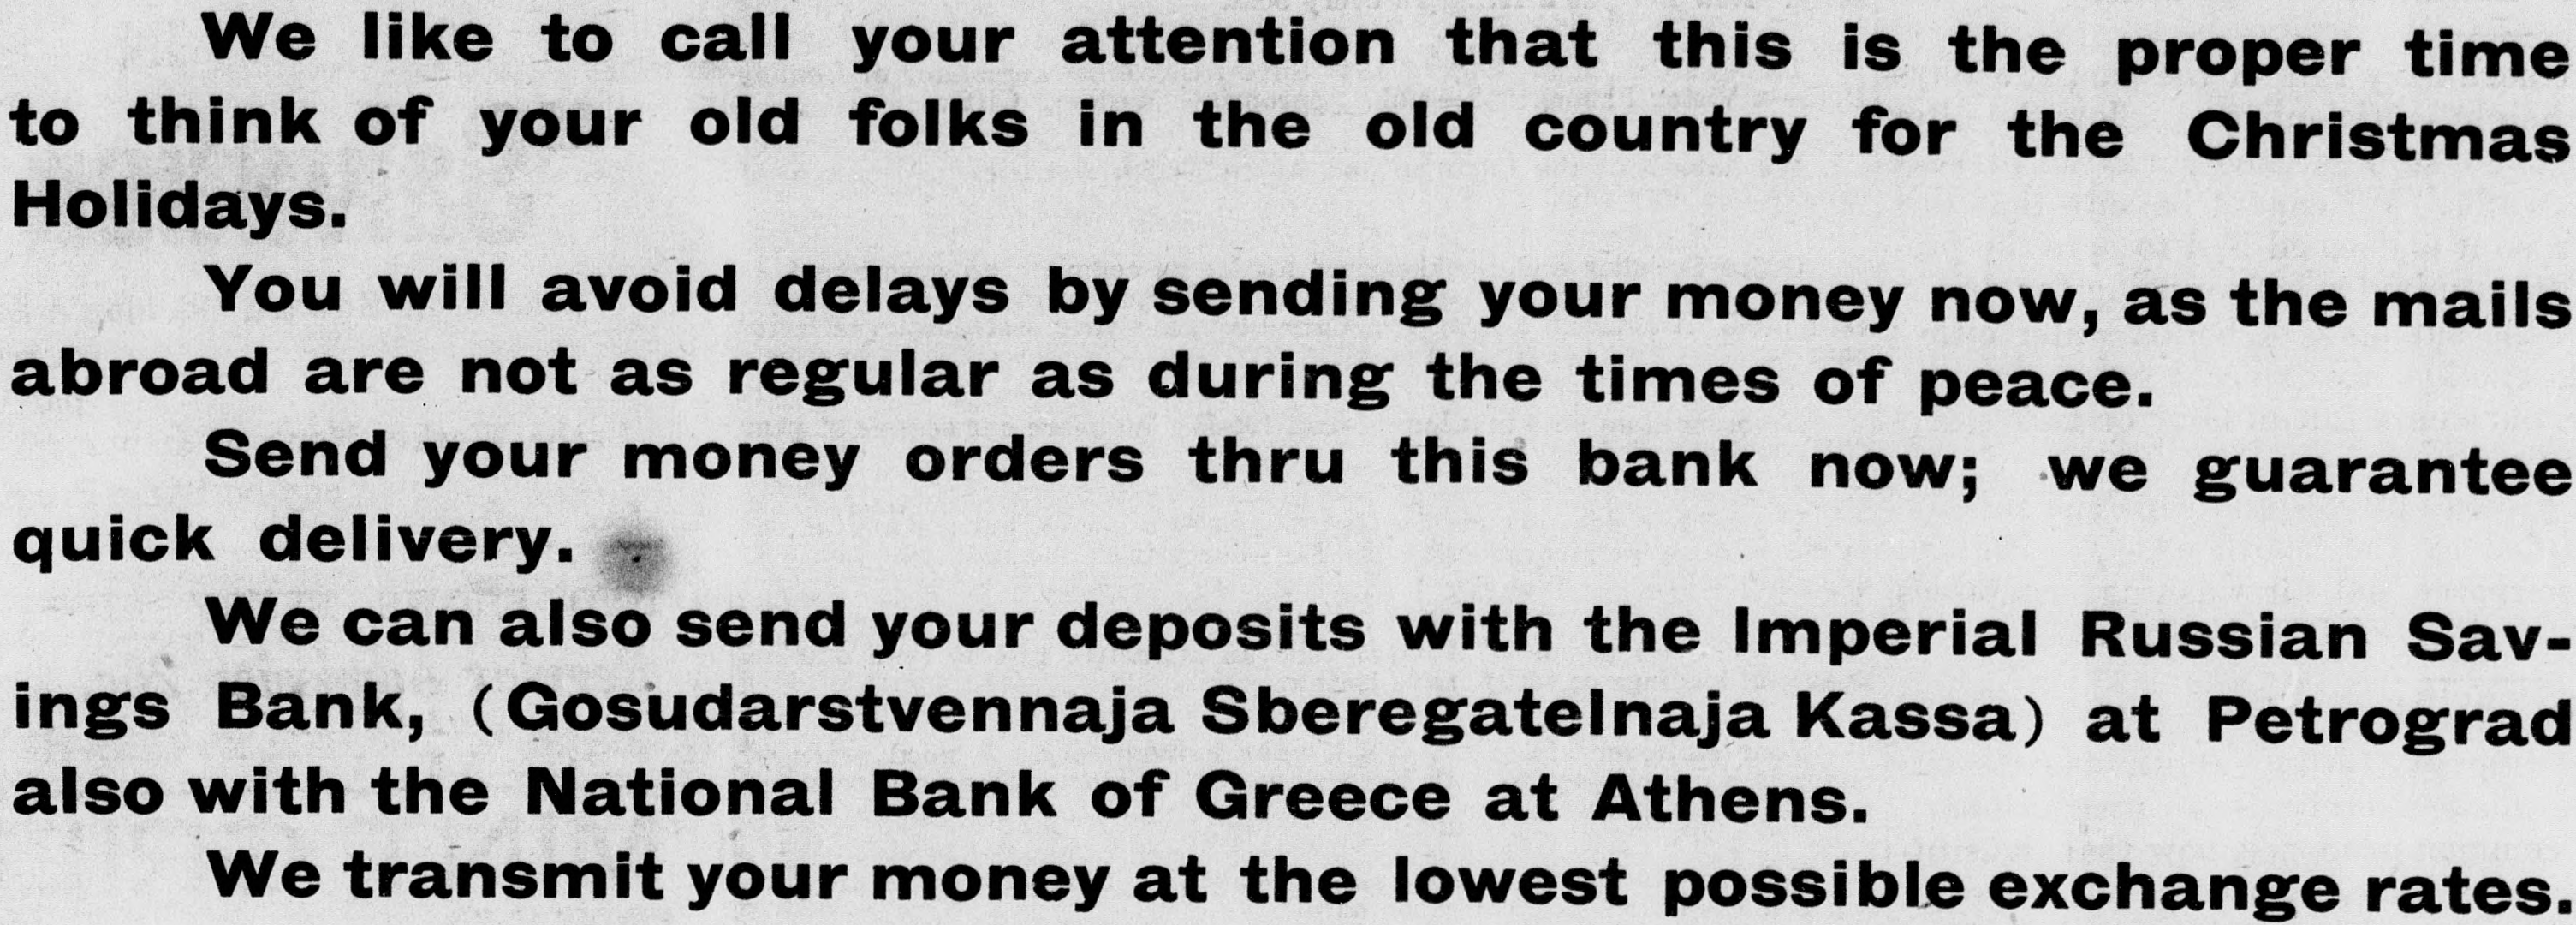 We like to call your attention that this is the proper time
to think of your old folks in the old country for the Christmas
Holidays.
You will avoid delays by sending your money now, as the mails
abroad are not as regular as during the times of peace.
Send your money orders thru this bank now; we guarantee
quick delivery.
We can also send your deposits with the Imperial Russian Sav-
ings Bank, (Gosudarstvennaja Sberegatelnaja Kassa) at Petrograd
also with the National Bank of Greece at Athens.
We transmit your money at the lowest possible exchange rates.